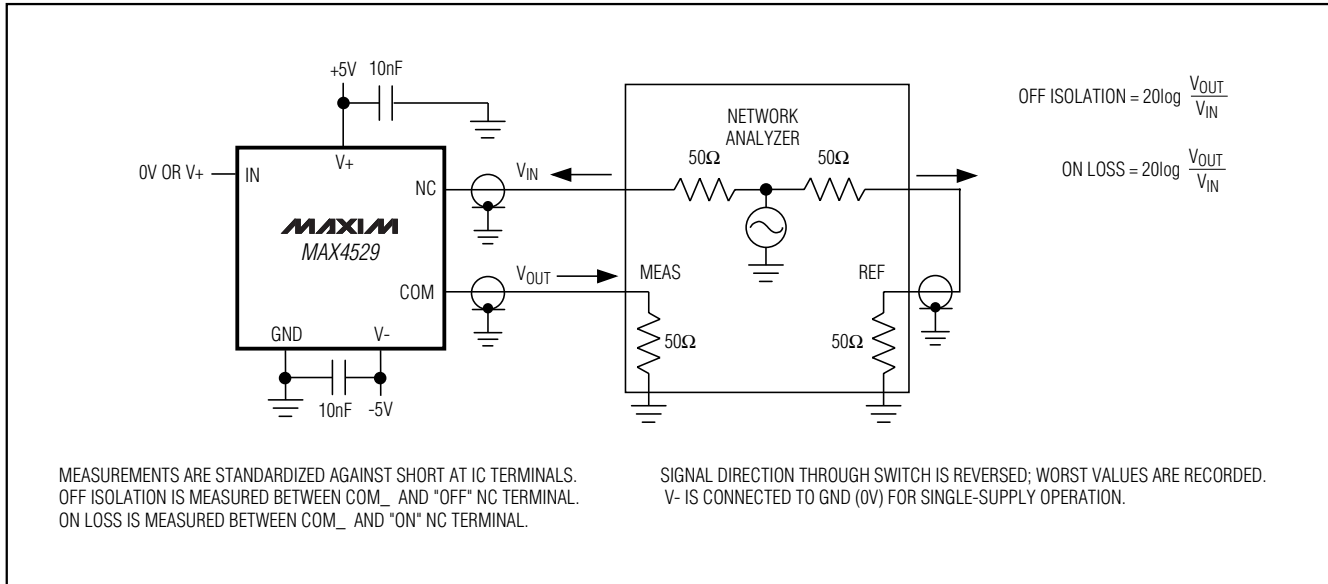 +5V
10nF
OFF ISOLATION = 20log VOUT
VIN
NETWORK
ANALYZER
50Ω
50Ω
ON LOSS = 20log VOUT
VIN
0V OR V+
IN
V+
NC
VIN
MAXIM
MAX4529
COM
VOUT
MEAS
REF
GND
V-
50Ω
50Ω
10nF
-5V
MEASUREMENTS ARE STANDARDIZED AGAINST SHORT AT IC TERMINALS.
OFF ISOLATION IS MEASURED BETWEEN COM_ AND "OFF" NC TERMINAL.
ON LOSS IS MEASURED BETWEEN COM_ AND "ON" NC TERMINAL.
SIGNAL DIRECTION THROUGH SWITCH IS REVERSED; WORST VALUES ARE RECORDED.
V- IS CONNECTED TO GND (0V) FOR SINGLE-SUPPLY OPERATION.